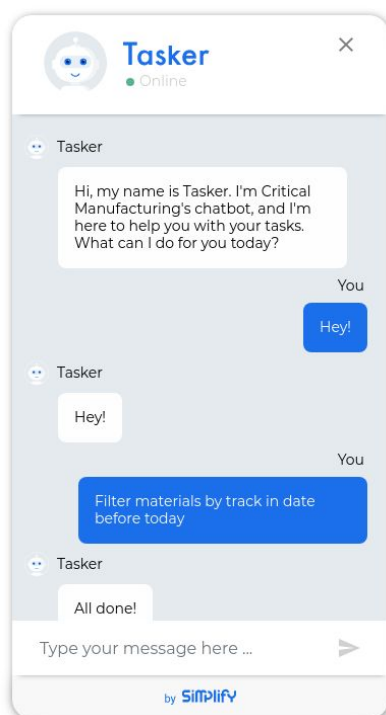 Tasker
Online
Tasker
Hi, my name is Tasker. I'm Critical
Manufacturing's chatbot, and I'm
here to help you with your tasks.
What can I do for you today?
You
Hey!
Tasker
Hey!
You
Filter materials by track in date
before today
Tasker
All done!
Type your message here ...
by SiMPlifY